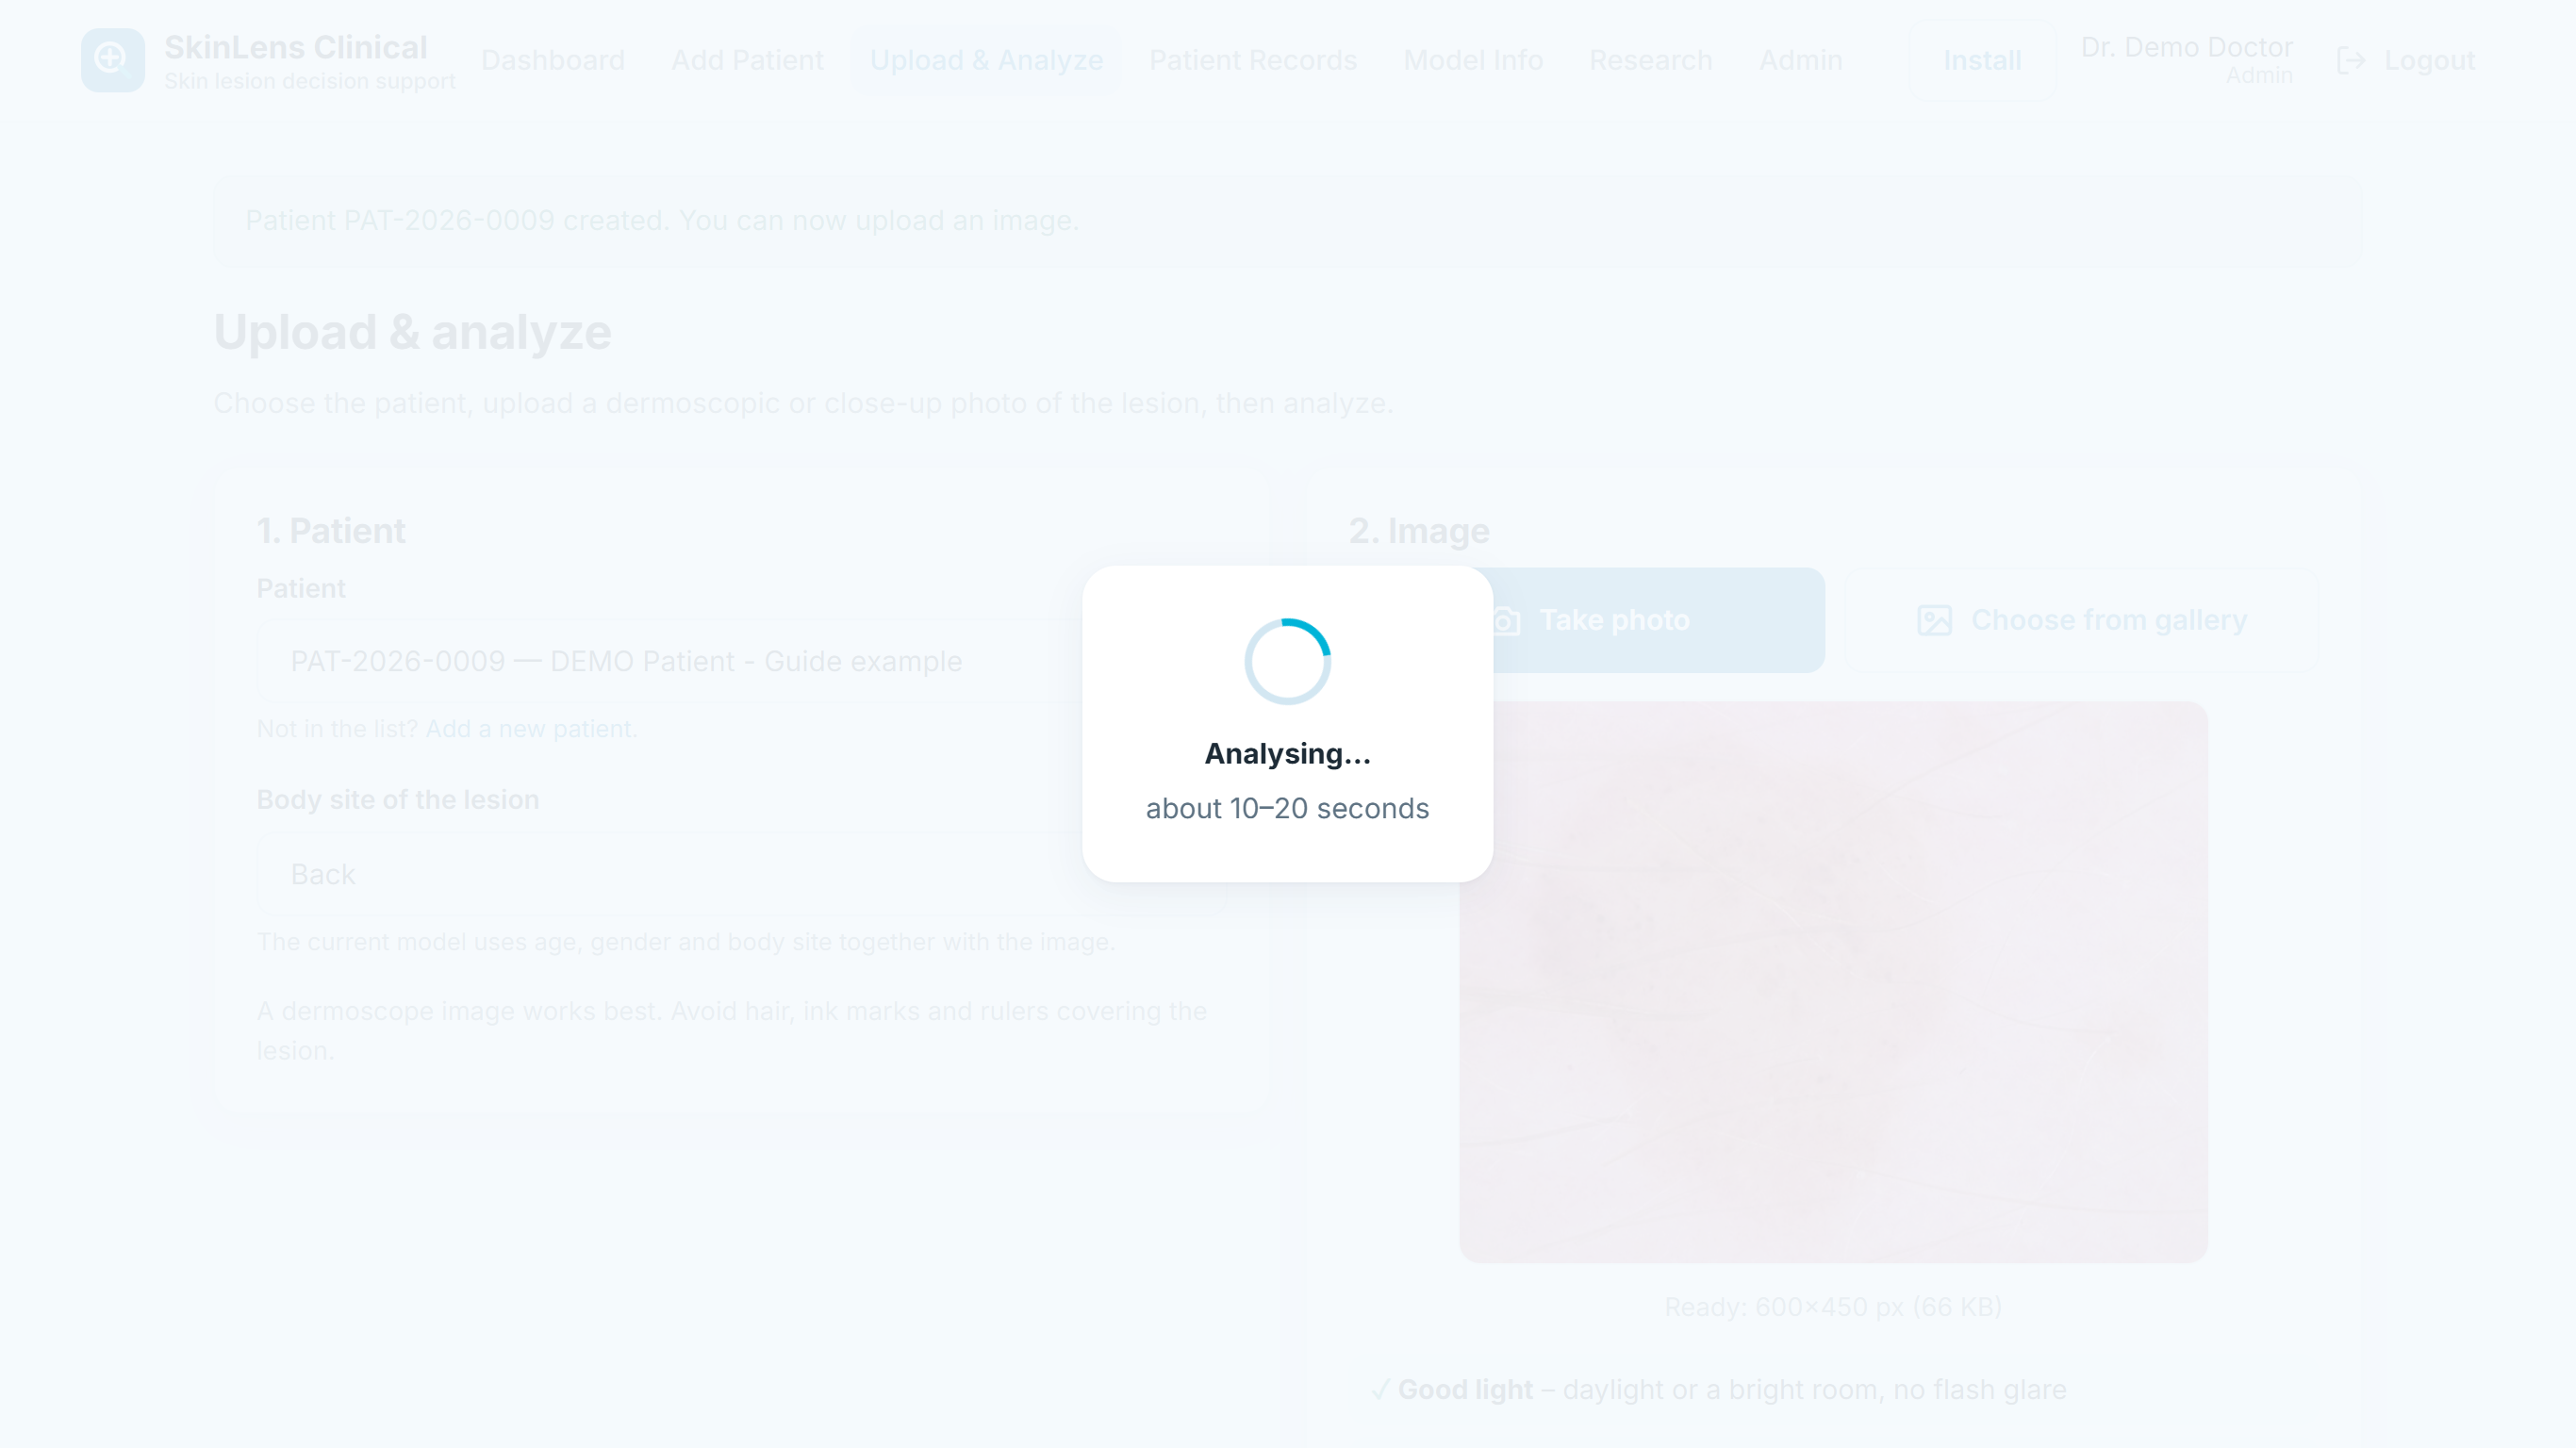 SkinLens Clinical
Skin lesion decision support
Dashboard
Add Patient
Upload & Analyze
Patient Records
Model Info
Research
Admin
Install
Dr. Demo Doctor
Admin
Logout
Patient PAT-2026-0009 created. You can now upload an image.
Upload & analyze
Choose the patient, upload a dermoscopic or close-up photo of the lesion, then analyze.
1. Patient
Patient
PAT-2026-0009 — DEMO Patient - Guide example
Not in the list? Add a new patient.
Body site of the lesion
Back
The current model uses age, gender and body site together with the image.
A dermoscope image works best. Avoid hair, ink marks and rulers covering the
lesion.
2. Image
Take photo
Choose from gallery
Analysing...
about 10–20 seconds
Ready: 600×450 px (66 KB)
✓ Good light – daylight or a bright room, no flash glare